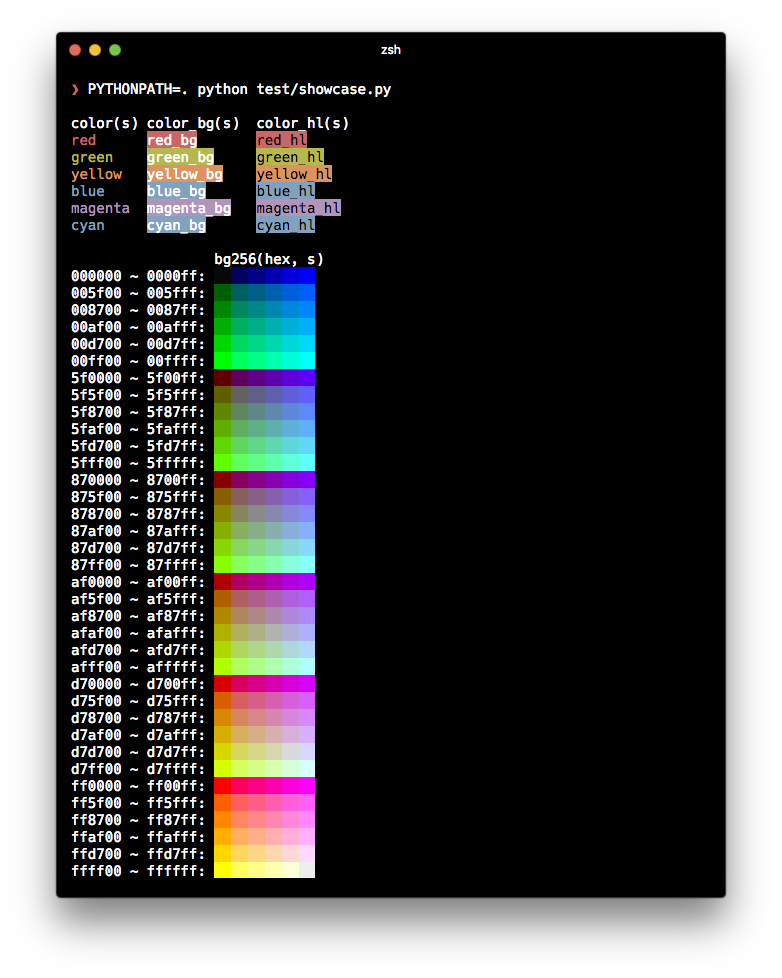 zsh
❯ PYTHONPATH=. python test/showcase.py
color(s) color_bg(s) color_hl(s)
red red_bg red_hl
green green_bg green_hl
yellow yellow_bg yellow_hl
blue blue_bg blue_hl
magenta magenta_bg magenta_hl
cyan cyan_bg cyan_hl
bg256(hex, s)
000000 ~ 0000ff:
005f00 ~ 005fff:
008700 ~ 0087ff:
00af00 ~ 00afff:
00d700 ~ 00d7ff:
00ff00 ~ 00ffff:
5f0000 ~ 5f00ff:
5f5f00 ~ 5f5fff:
5f8700 ~ 5f87ff:
5faf00 ~ 5fafff:
5fd700 ~ 5fd7ff:
5fff00 ~ 5fffff:
870000 ~ 8700ff:
875f00 ~ 875fff:
878700 ~ 8787ff:
87af00 ~ 87afff:
87d700 ~ 87d7ff:
87ff00 ~ 87ffff:
af0000 ~ af00ff:
af5f00 ~ af5fff:
af8700 ~ af87ff:
afaf00 ~ afafff:
afd700 ~ afd7ff:
afff00 ~ afffff:
d70000 ~ d700ff:
d75f00 ~ d75fff:
d78700 ~ d787ff:
d7af00 ~ d7afff:
d7d700 ~ d7d7ff:
d7ff00 ~ d7ffff:
ff0000 ~ ff00ff:
ff5f00 ~ ff5fff:
ff8700 ~ ff87ff:
ffaf00 ~ ffafff:
ffd700 ~ ffd7ff:
ffff00 ~ ffffff: